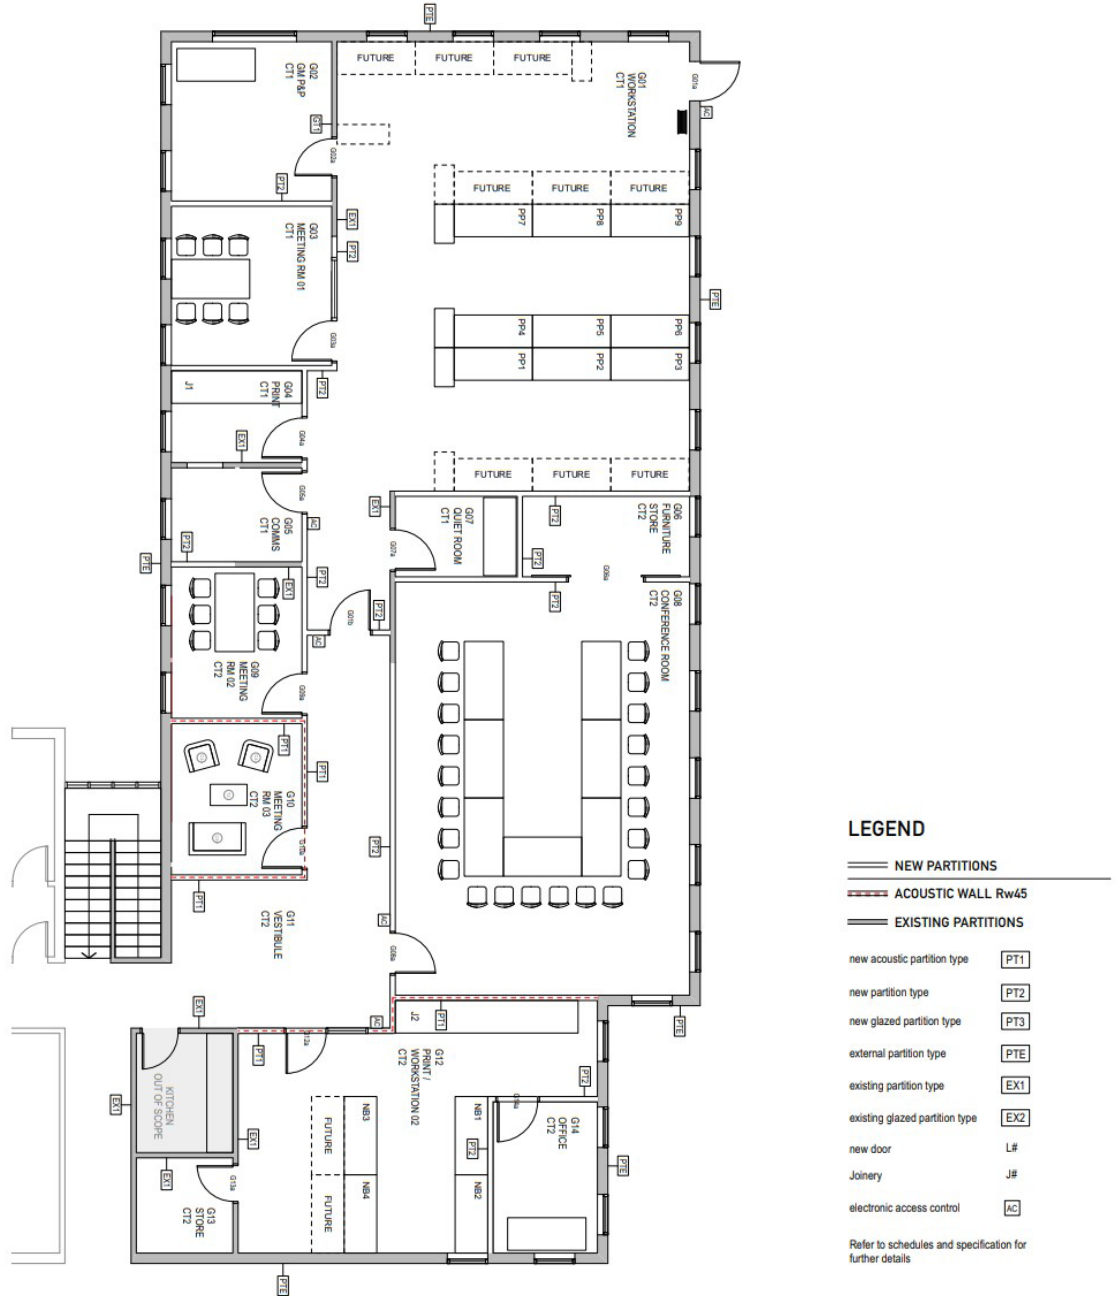 PTE
FUTURE
FUTURE
FUTURE
G02
GM P&P
CT1
G01
WORKSTATION
CT1
G01a
AC
GT1
G02a
PT2
FUTURE
FUTURE
FUTURE
EX1
PP7
PP8
PP9
G03
MEETING RM 01
CT1
PT2
PTE
PP4
PP5
PP6
G03a
PP1
PP2
PP3
PT2
J1
G04
PRINT
CT1
G04a
EX1
FUTURE
FUTURE
FUTURE
G05a
EX1
G07
QUIET ROOM
CT1
PT2
G06
FURNITURE
STORE
CT2
G05
COMMS
CT1
AC
PT2
G07a
PTE
PT2
PT2
G06a
EX1
PT2
G08
CONFERENCE ROOM
CT2
PT2
G01b
AC
G09
MEETING
RM 02
CT2
G09a
PT1
PT1
G10
MEETING
RM 03
CT2
G10a
PT2
PT1
G11
VESTIBULE
CT2
AC
G08a
EX1
AC
J2
PT1
PTE
G12a
PT1
G12
PRINT /
WORKSTATION 02
CT2
KITCHEN
OUT OF SCOPE
EX1
EX1
PT2
G14a
NB3
NB1
FUTURE
PT2
G14
OFFICE
CT2
PTE
EX1
G13a
G13
STORE
CT2
FUTURE
NB4
NB2
PTE
LEGEND
NEW PARTITIONS
ACOUSTIC WALL Rw45
EXISTING PARTITIONS
new acoustic partition type PT1
new partition type PT2
new glazed partition type PT3
external partition type PTE
existing partition type EX1
existing glazed partition type EX2
new door L#
Joinery J#
electronic access control AC
Refer to schedules and specification for
further details